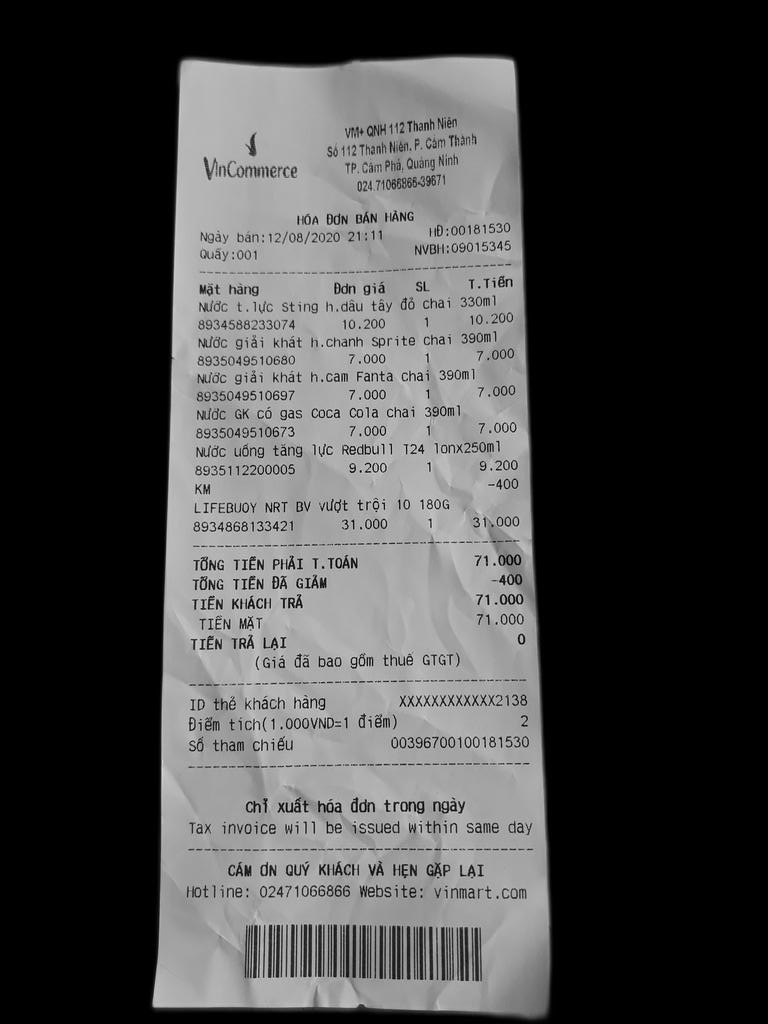 VinCommerce
VM+ QNH 112 Thanh Niên
Số 112 Thanh Niên, P. Cẩm Thành
TP. Cẩm Phả, Quảng Ninh
024.71066866-39671
HÓA ĐƠN BÁN HÀNG
Ngày bán:12/08/2020 21:11 HĐ:00181530
Quầy:001 NVBH:09015345
Mặt hàng Đơn giá SL T.Tiền
Nước t.lực Sting h.dâu tây đỏ chai 330ml
8934588233074 10.200 1 10.200
Nước giải khát h.chanh Sprite chai 390ml
8935049510680 7.000 1 7.000
Nước giải khát h.cam Fanta chai 390ml
8935049510697 7.000 1 7.000
Nước GK có gas Coca Cola chai 390ml
8935049510673 7.000 1 7.000
Nước uống tăng lực Redbull T24 lonx250ml
8935112200005 9.200 1 9.200
KM -400
LIFEBUOY NRT BV vượt trội 10 180G
8934868133421 31.000 1 31.000
TỔNG TIỀN PHẢI T.TOÁN 71.000
TỔNG TIỀN ĐÃ GIẢM -400
TIỀN KHÁCH TRẢ 71.000
TIỀN MẶT 71.000
TIỀN TRẢ LẠI 0
(Giá đã bao gồm thuế GTGT)
ID thẻ khách hàng XXXXXXXXXXXX2138
Điểm tích(1.000VND=1 điểm) 2
Số tham chiếu 00396700100181530
Chỉ xuất hóa đơn trong ngày
Tax invoice will be issued within same day
CẢM ƠN QUÝ KHÁCH VÀ HẸN GẶP LẠI
Hotline: 02471066866 Website: vinmart.com